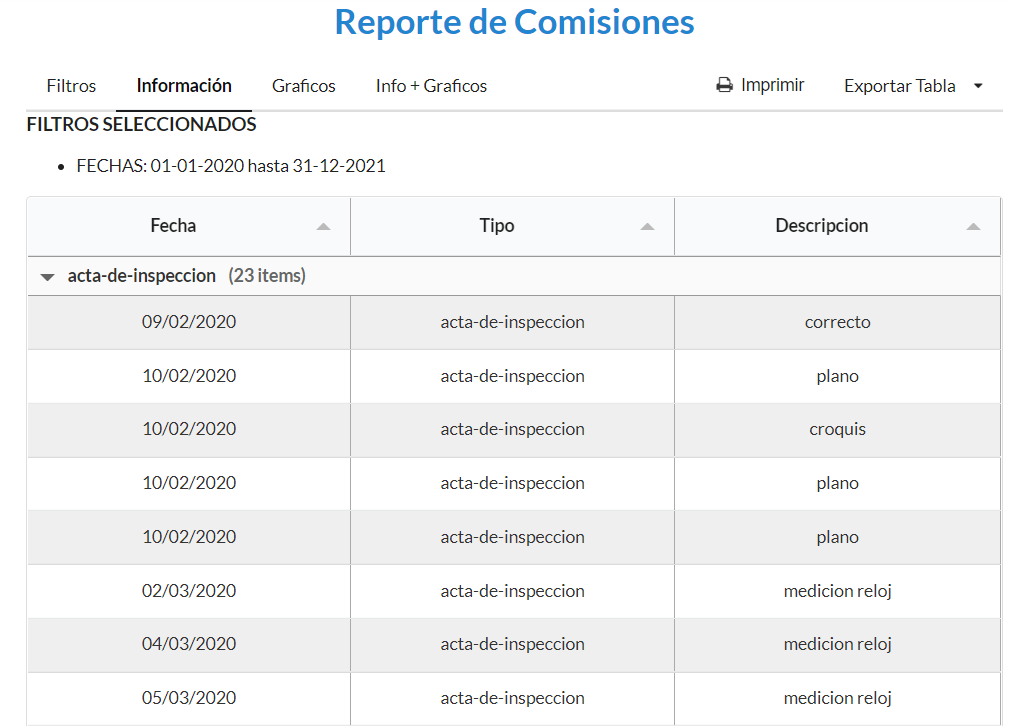 Reporte de Comisiones
Filtros Información Graficos Info + Graficos Imprimir Exportar Tabla
FILTROS SELECCIONADOS
FECHAS: 01-01-2020 hasta 31-12-2021
Fecha Tipo Descripcion
acta-de-inspeccion (23 items)
09/02/2020 acta-de-inspeccion correcto
10/02/2020 acta-de-inspeccion plano
10/02/2020 acta-de-inspeccion croquis
10/02/2020 acta-de-inspeccion plano
10/02/2020 acta-de-inspeccion plano
02/03/2020 acta-de-inspeccion medicion reloj
04/03/2020 acta-de-inspeccion medicion reloj
05/03/2020 acta-de-inspeccion medicion reloj